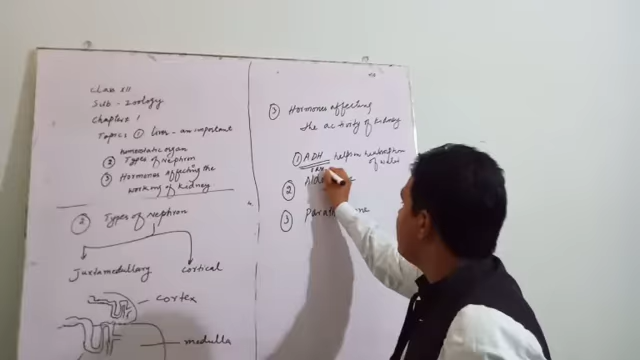 Class XII
Sub - Zoology
Chapter 1
Topics ① Liver - an important
homeostatic organ
② Types of Nephron
③ Hormones affecting the
working of kidney
② Types of Nephron
Juxtamedullary
cortical
cortex
medulla
③ Hormones affecting
the activity of kidney
① ADH helps in reabsorption
of water
②
③